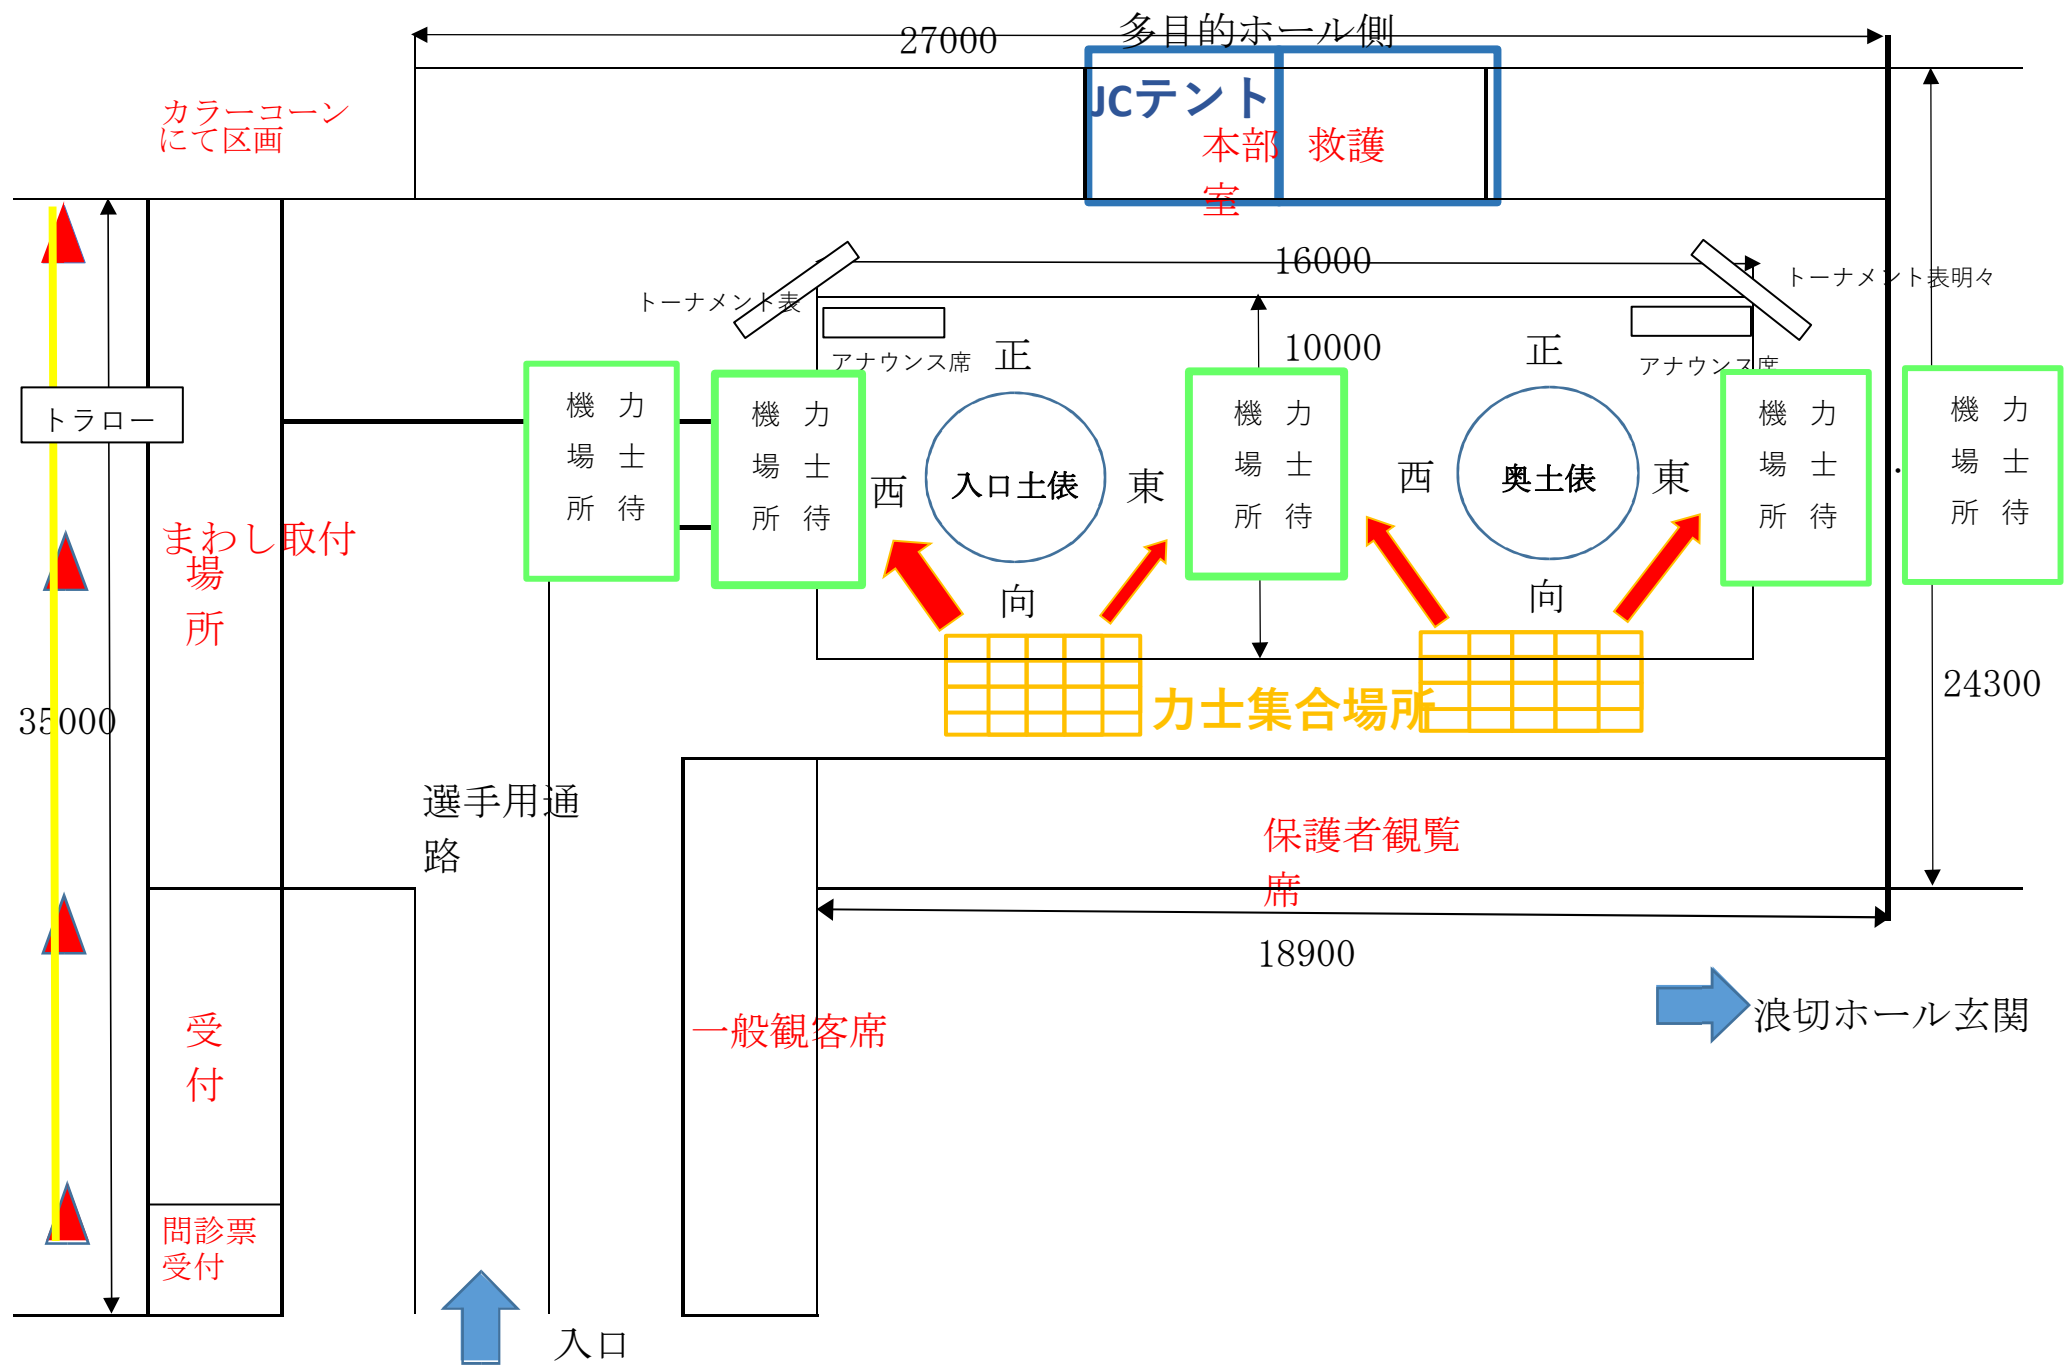 多目的ホール側
27000
JCテント
カラーコーン
にて区画
本部 救護
室
16000
トーナメント表
トーナメント表明々
アナウンス席
正
10000
正
アナウンス席
トラロー
力士待
機場所
力士待
機場所
西
入口土俵
東
力士待
機場所
西
奥土俵
東
力士待
機場所
.
力士待
機場所
まわし取付
場
所
向
向
力士集合場所
24300
35000
選手用通
路
保護者観覧
席
18900
受
付
一般観客席
浪切ホール玄関
問診票
受付
入口